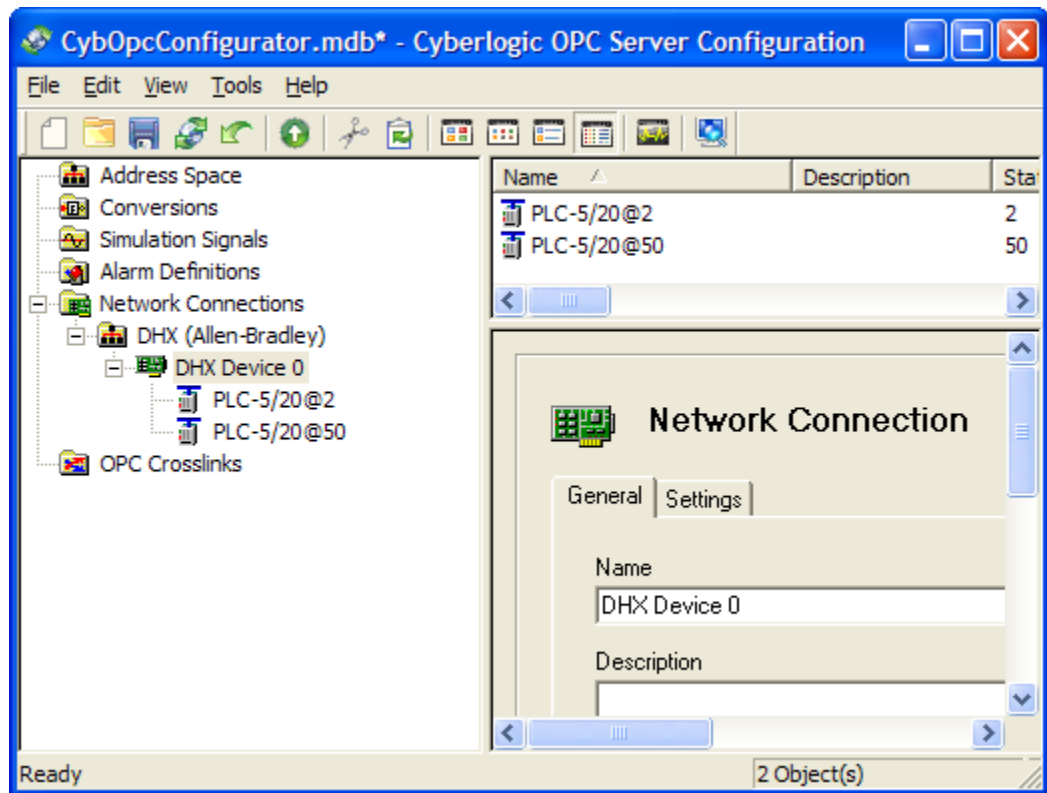 CybOpcConfigurator.mdb* - Cyberlogic OPC Server Configuration
File Edit View Tools Help
Address Space
Conversions
Simulation Signals
Alarm Definitions
Network Connections
DHX (Allen-Bradley)
DHX Device 0
PLC-5/20@2
PLC-5/20@50
OPC Crosslinks
Name Description Stat
PLC-5/20@2 2
PLC-5/20@50 50
Network Connection
General Settings
Name
DHX Device 0
Description
Ready 2 Object(s)